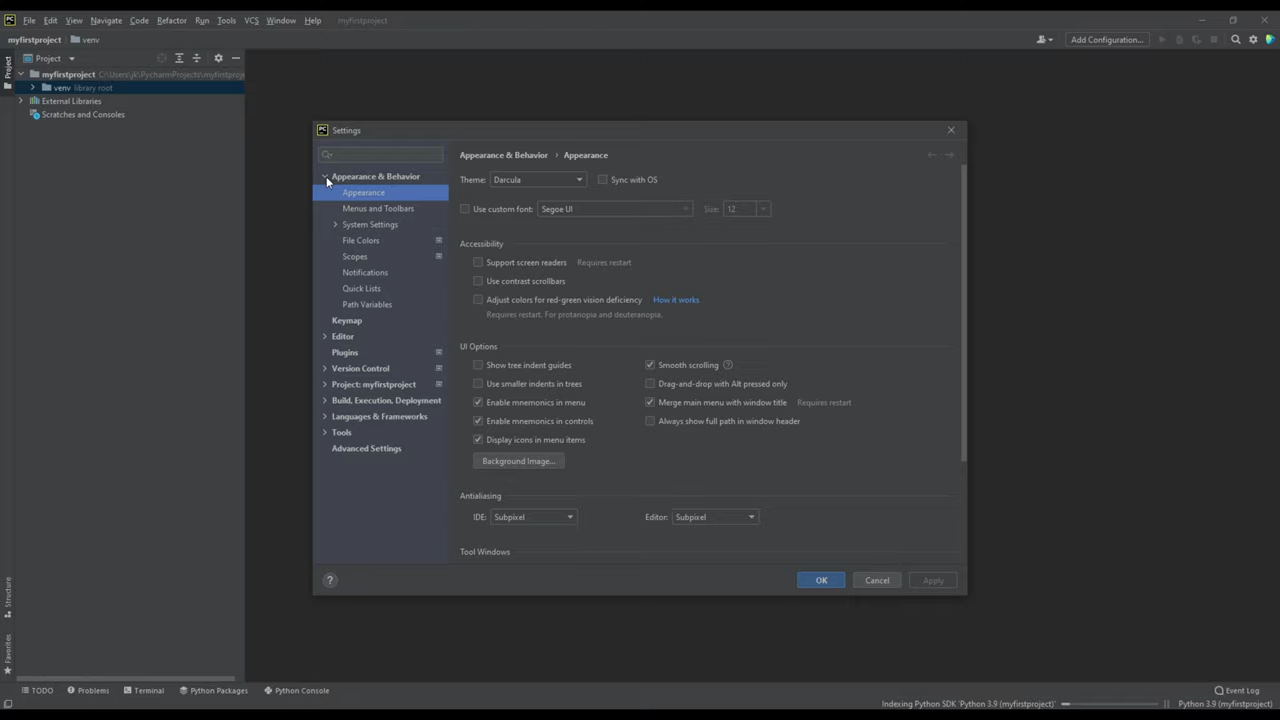 PC File Edit View Navigate Code Refactor Run Tools VCS Window Help myfirstproject
myfirstproject venv Add Configuration...
Project
Project
myfirstproject C:\Users\jk\PycharmProjects\myfirstproje
venv library root
External Libraries
Scratches and Consoles
PC Settings
Appearance & Behavior
Appearance
Menus and Toolbars
System Settings
File Colors
Scopes
Notifications
Quick Lists
Path Variables
Keymap
Editor
Plugins
Version Control
Project: myfirstproject
Build, Execution, Deployment
Languages & Frameworks
Tools
Advanced Settings
Appearance & Behavior › Appearance
Theme: Darcula Sync with OS
Use custom font: Segoe UI Size: 12
Accessibility
Support screen readers Requires restart
Use contrast scrollbars
Adjust colors for red-green vision deficiency How it works
Requires restart. For protanopia and deuteranopia.
UI Options
Show tree indent guides Smooth scrolling ?
Use smaller indents in trees Drag-and-drop with Alt pressed only
Enable mnemonics in menu Merge main menu with window title Requires restart
Enable mnemonics in controls Always show full path in window header
Display icons in menu items
Background Image...
Antialiasing
IDE: Subpixel Editor: Subpixel
Tool Windows
? OK Cancel Apply
Structure
Favorites
TODO Problems Terminal Python Packages Python Console Event Log
Indexing Python SDK 'Python 3.9 (myfirstproject)' Python 3.9 (myfirstproject)